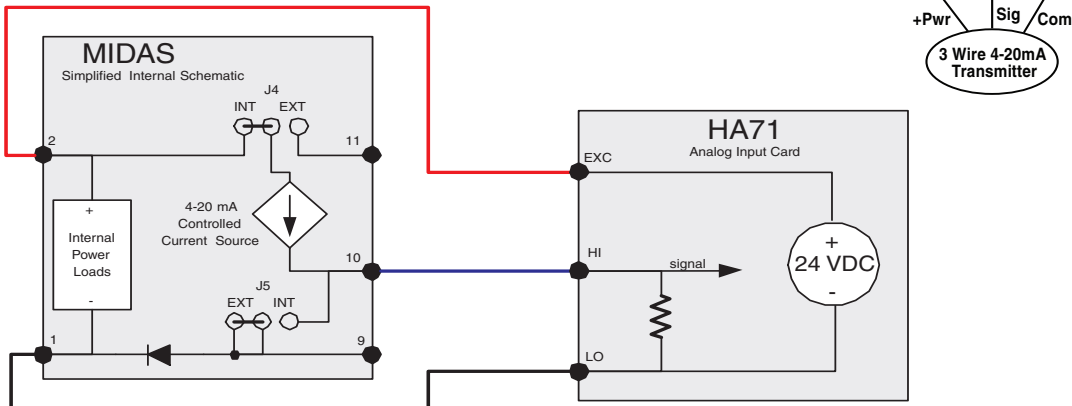 +Pwr
Sig
Com
3 Wire 4-20mA
Transmitter
MIDAS
Simplified Internal Schematic
J4
INT EXT
2
11
+
Internal
Power
Loads
-
4-20 mA
Controlled
Current Source
10
J5
EXT INT
1
9
HA71
Analog Input Card
EXC
HI
signal
LO
+
24 VDC
-